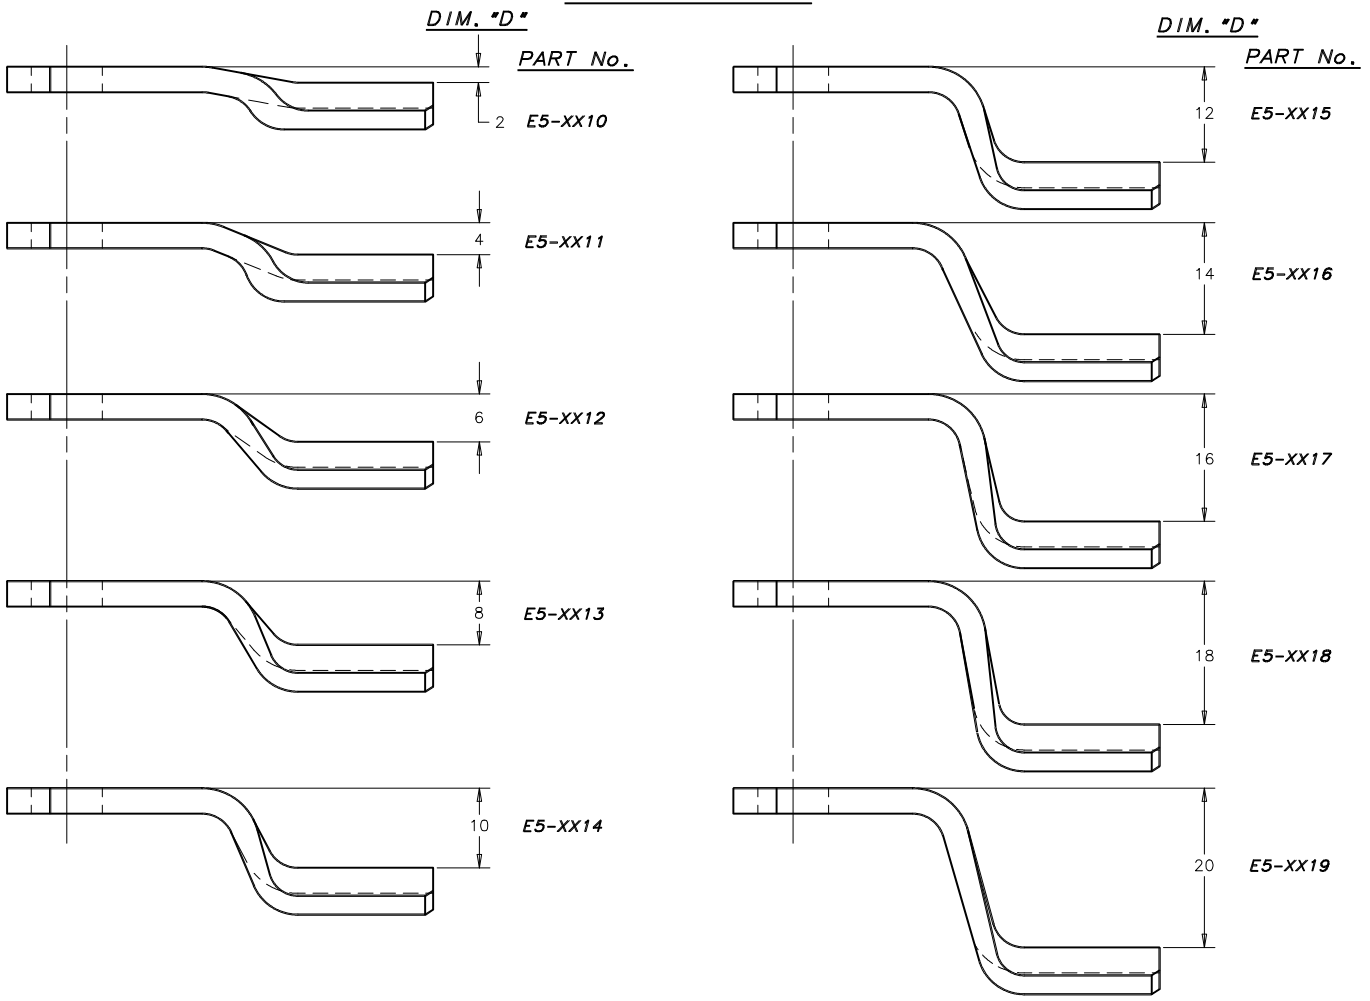 DIM. "D"
PART No.
2 E5-XX10
4 E5-XX11
6 E5-XX12
8 E5-XX13
10 E5-XX14
DIM. "D"
PART No.
12 E5-XX15
14 E5-XX16
16 E5-XX17
18 E5-XX18
20 E5-XX19